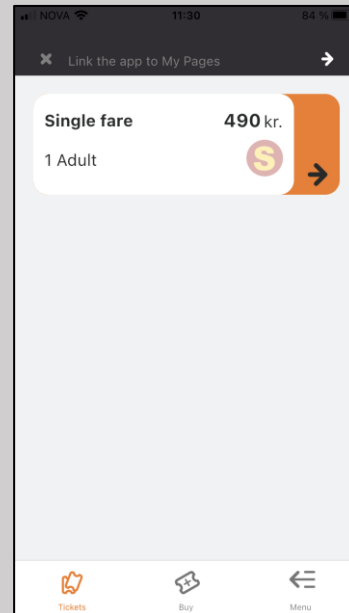 NOVA 11:30 84 %
Link the app to My Pages
Single fare 490 kr.
1 Adult S
Tickets Buy Menu